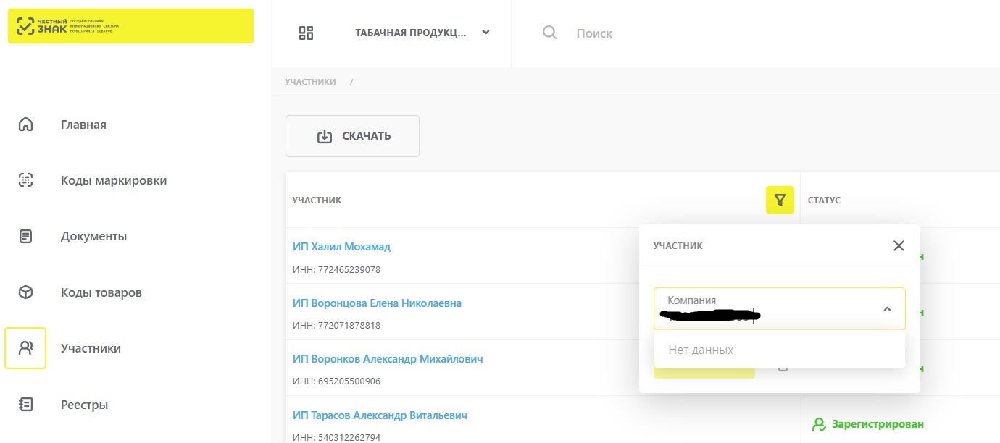 ЧЕСТНЫЙ ЗНАК
ГОСУДАРСТВЕННАЯ ИНФОРМАЦИОННАЯ СИСТЕМА МОНИТОРИНГА ТОВАРОВ
ТАБАЧНАЯ ПРОДУКЦ...
Поиск
УЧАСТНИКИ /
Главная
Коды маркировки
Документы
Коды товаров
Участники
Реестры
СКАЧАТЬ
УЧАСТНИК
СТАТУС
ИП Халил Мохамад
ИНН: 772465239078
ИП Воронцова Елена Николаевна
ИНН: 772071878818
ИП Воронков Александр Михайлович
ИНН: 695205500906
ИП Тарасов Александр Витальевич
ИНН: 540312262794
Зарегистрирован
УЧАСТНИК
Компания
Нет данных